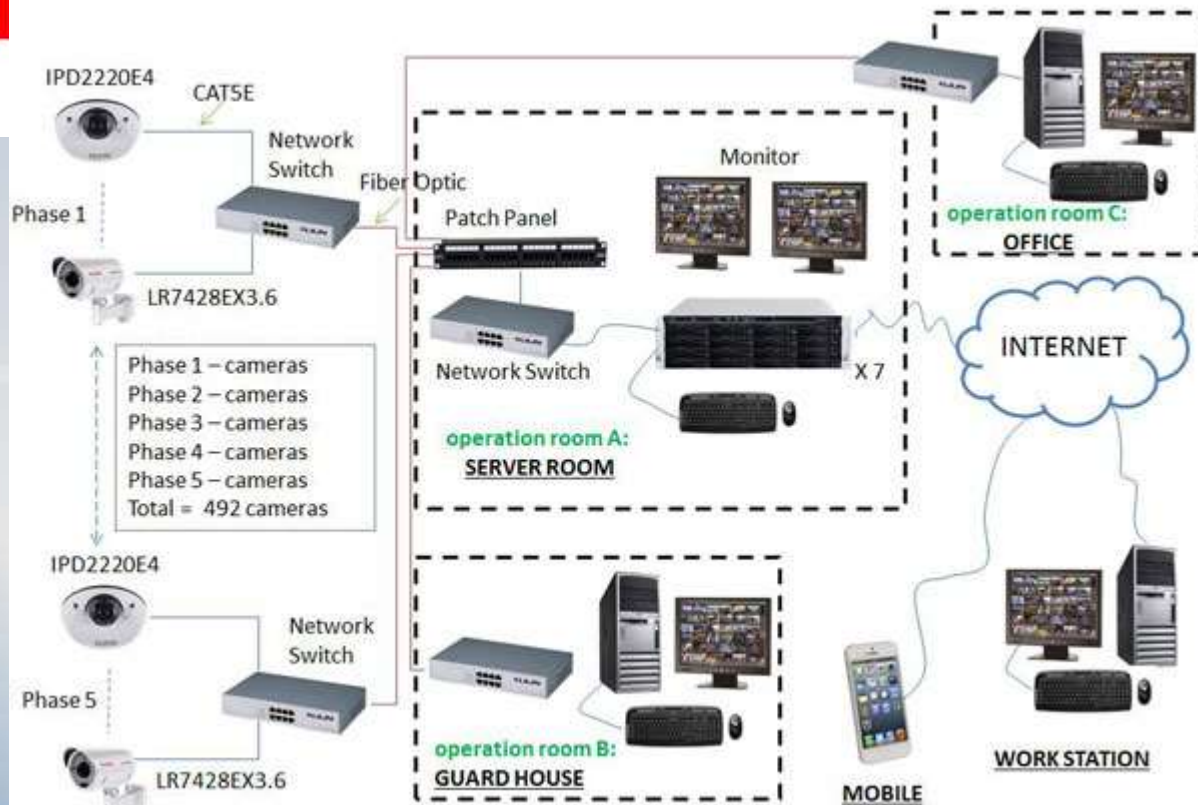 IPD2220E4
CAT5E
Network
Switch
Fiber Optic
Phase 1
LR7428EX3.6
Patch Panel
Monitor
Network Switch
X 7
operation room A:
SERVER ROOM
operation room C:
OFFICE
INTERNET
Phase 1 – cameras
Phase 2 – cameras
Phase 3 – cameras
Phase 4 – cameras
Phase 5 – cameras
Total = 492 cameras
IPD2220E4
Network
Switch
Phase 5
LR7428EX3.6
operation room B:
GUARD HOUSE
MOBILE
WORK STATION